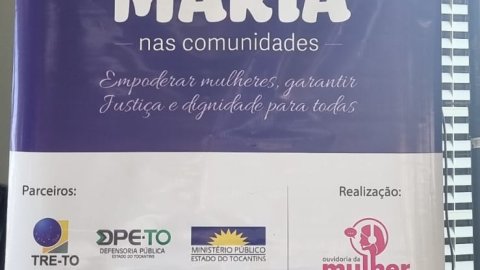 MARIA
nas comunidades
Empoderar mulheres, garantir
Justiça e dignidade para todas
Parceiros:
Realização:
TRE-TO
DPE-TO
DEFENSORIA PÚBLICA
ESTADO DO TOCANTINS
MINISTÉRIO PÚBLICO
ESTADO DO TOCANTINS
ouvidoria da
mulher